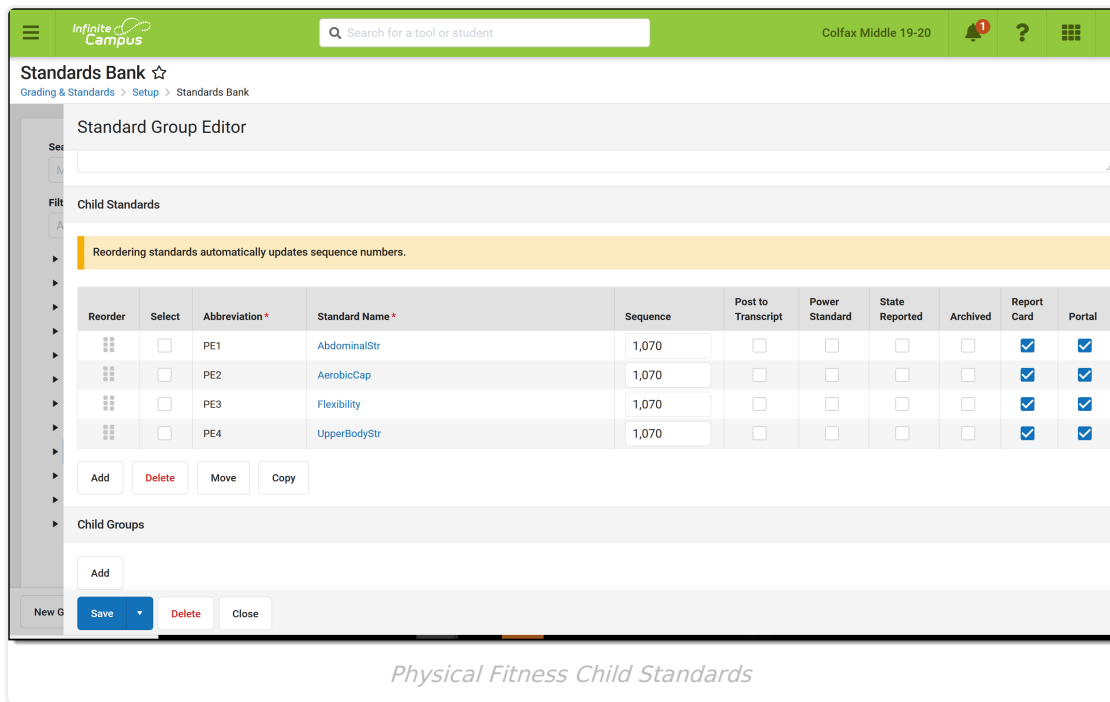 Infinite Campus
Search for a tool or student
Colfax Middle 19-20
1
?
Standards Bank
Grading & Standards > Setup > Standards Bank
Standard Group Editor
Sea
M
Filt
A
Child Standards
Reordering standards automatically updates sequence numbers.
Reorder Select Abbreviation * Standard Name * Sequence Post to Transcript Power Standard State Reported Archived Report Card Portal
PE1 AbdominalStr 1,070
PE2 AerobicCap 1,070
PE3 Flexibility 1,070
PE4 UpperBodyStr 1,070
Add Delete Move Copy
Child Groups
Add
New G Save Delete Close
Physical Fitness Child Standards